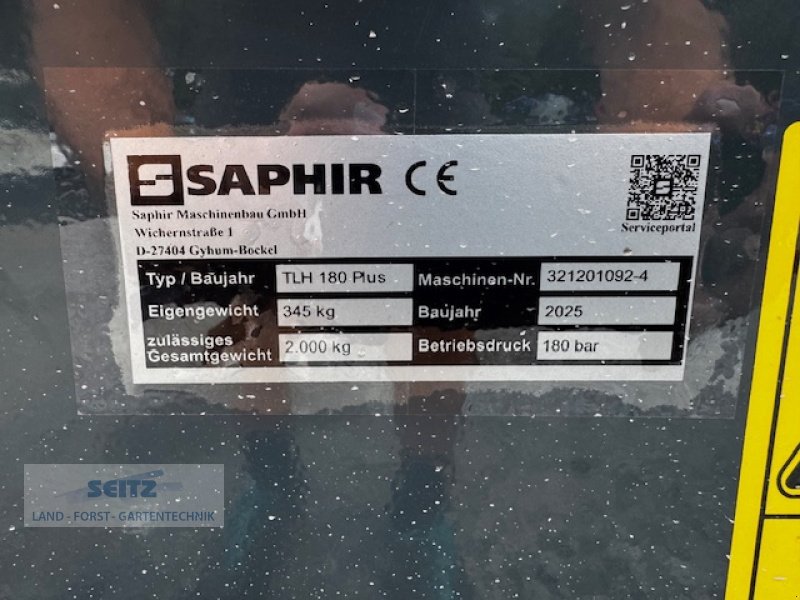 SAPHIR CE
Saphir Maschinenbau GmbH
Wichernstraße 1
D-27404 Gyhum-Bockel
Serviceportal
Typ / Baujahr TLH 180 Plus Maschinen-Nr. 321201092-4
Eigengewicht 345 kg Baujahr 2025
zulässiges
Gesamtgewicht 2.000 kg Betriebsdruck 180 bar
SEITZ
LAND - FORST - GARTENTECHNIK